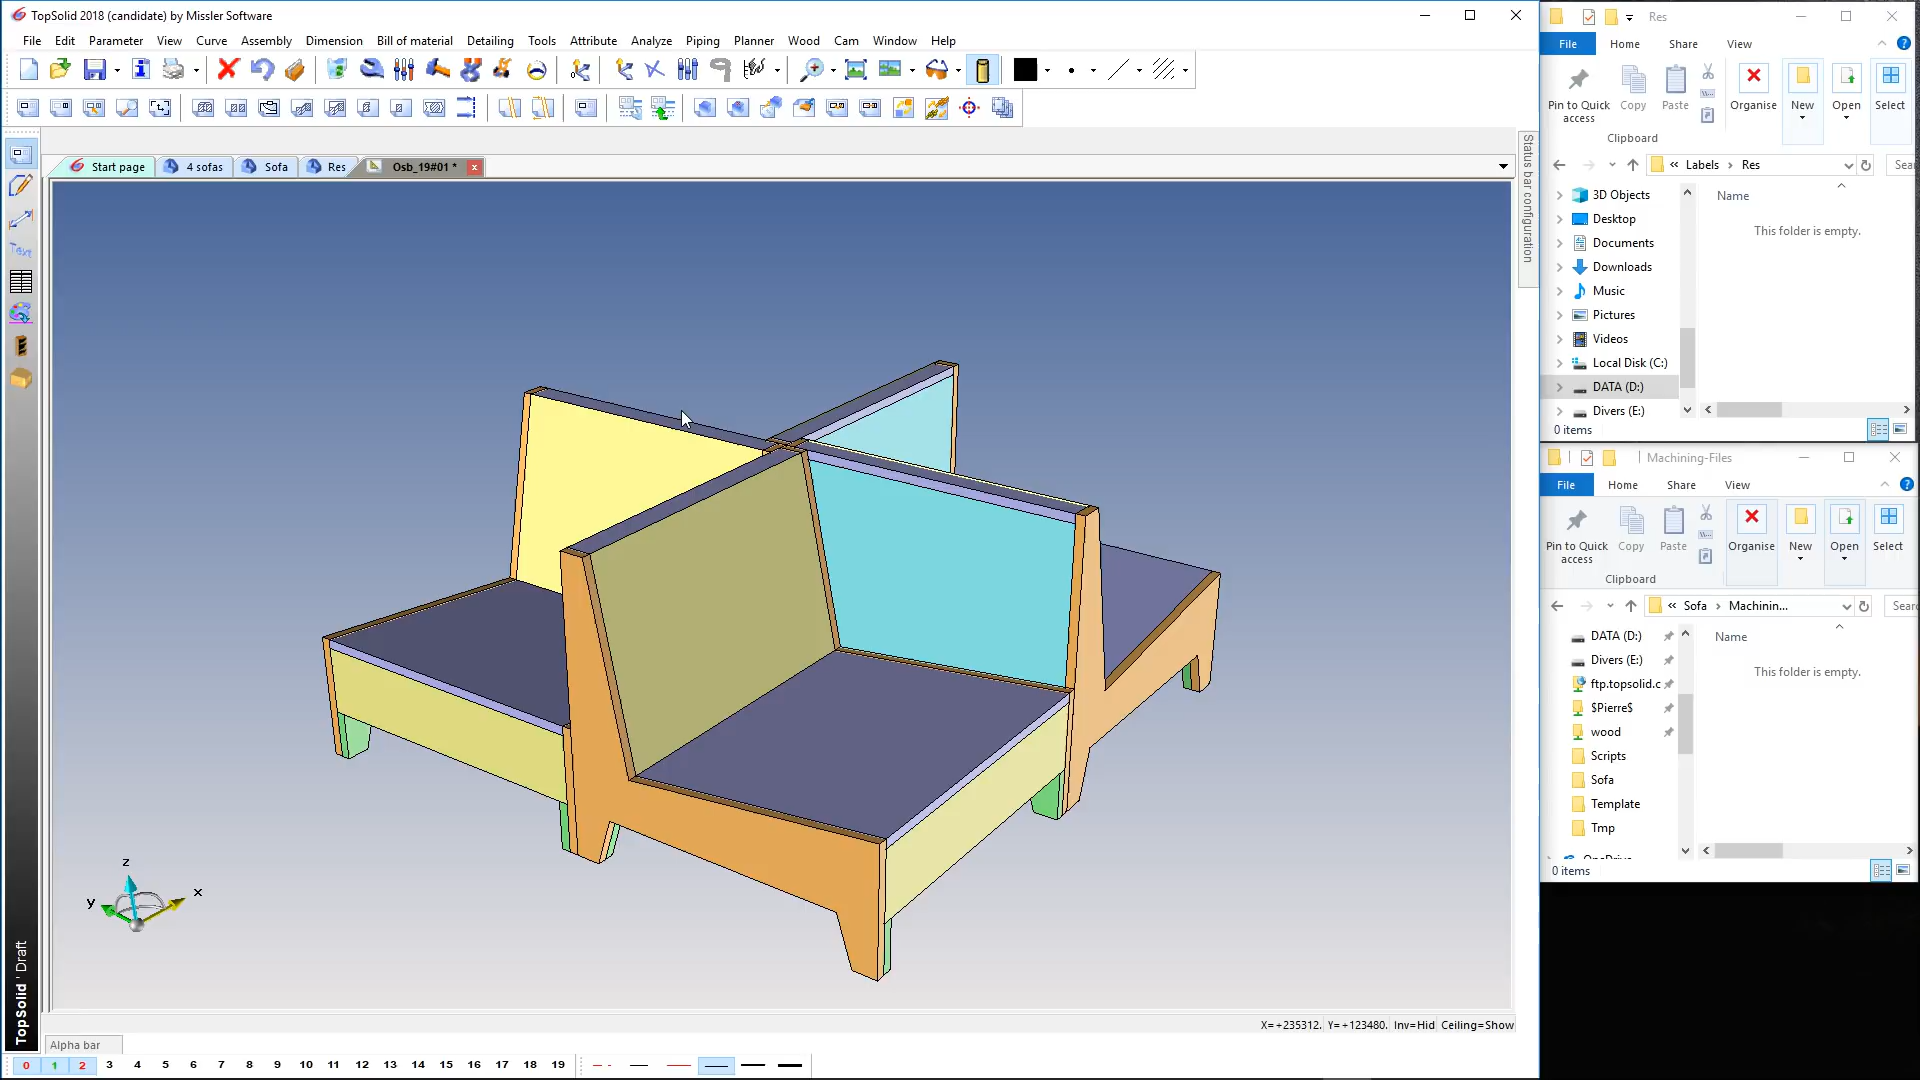 TopSolid 2018 (candidate) by Missler Software
File Edit Parameter View Curve Assembly Dimension Bill of material Detailing Tools Attribute Analyze Piping Planner Wood Cam Window Help
Start page 4 sofas Sofa Res Osb_19#01 *
Status bar configuration
Text
z
x
y
TopSolid ' Draft
X=+235312. Y=+123480. Inv=Hid Ceiling=Show
Alpha bar
0 1 2 3 4 5 6 7 8 9 10 11 12 13 14 15 16 17 18 19
Res
File Home Share View
Pin to Quick access Copy Paste Organise New Open Select
Clipboard
« Labels > Res
Sea
3D Objects
Desktop
Documents
Downloads
Music
Pictures
Videos
Local Disk (C:)
DATA (D:)
Divers (E:)
Name
This folder is empty.
0 items
Machining-Files
File Home Share View
Pin to Quick access Copy Paste Organise New Open Select
Clipboard
« Sofa > Machinin...
Searc
DATA (D:)
Divers (E:)
ftp.topsolid.c
$Pierre$
wood
Scripts
Sofa
Template
Tmp
Name
This folder is empty.
0 items